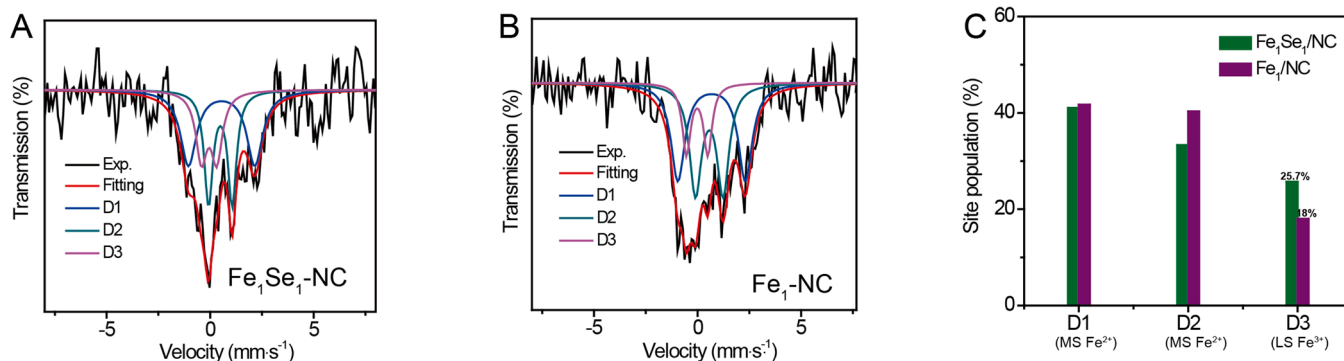 A
Transmission (%)
Exp.
Fitting
D1
D2
D3
Fe₁Se₁-NC
-5
0
5
Velocity (mm·s⁻¹)
B
Transmission (%)
Exp.
Fitting
D1
D2
D3
Fe₁-NC
-5
0
5
Velocity (mm·s⁻¹)
C
Site population (%)
60
40
20
0
Fe₁Se₁/NC
Fe₁/NC
25.7%
18%
D1
D2
D3
(MS Fe²⁺)
(MS Fe²⁺)
(LS Fe³⁺)